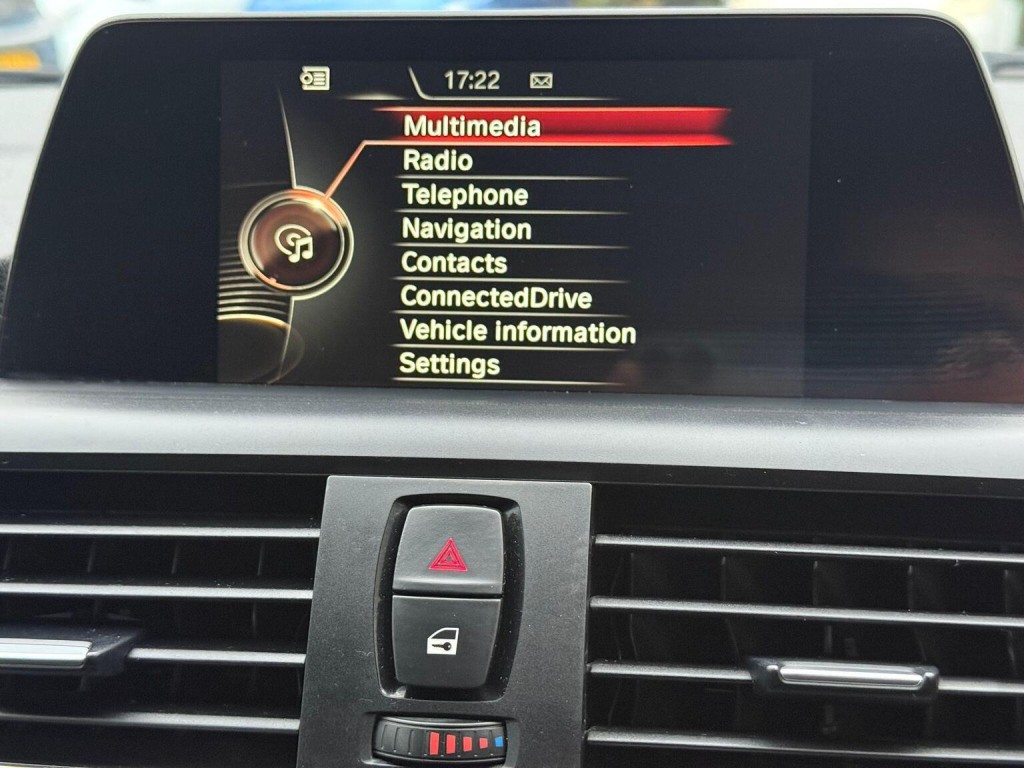 17:22
Multimedia
Radio
Telephone
Navigation
Contacts
ConnectedDrive
Vehicle information
Settings